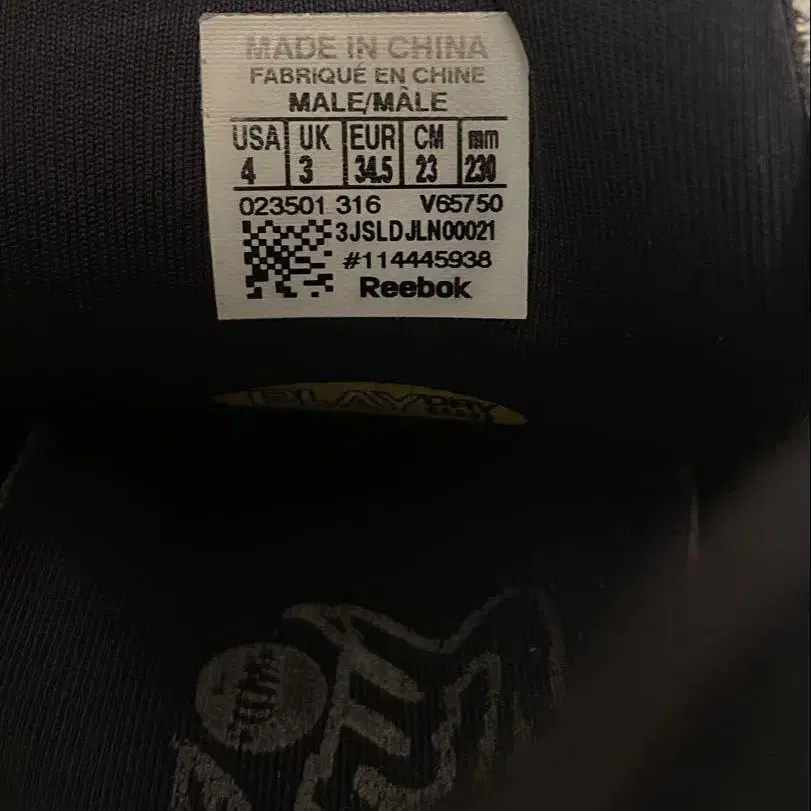 MADE IN CHINA
FABRIQUÉ EN CHINE
MALE/MÂLE
USA UK EUR CM mm
4 3 34.5 23 230
023501 316 V65750
3JSLDJLN00021
#114445938
Reebok
PLAYDRY